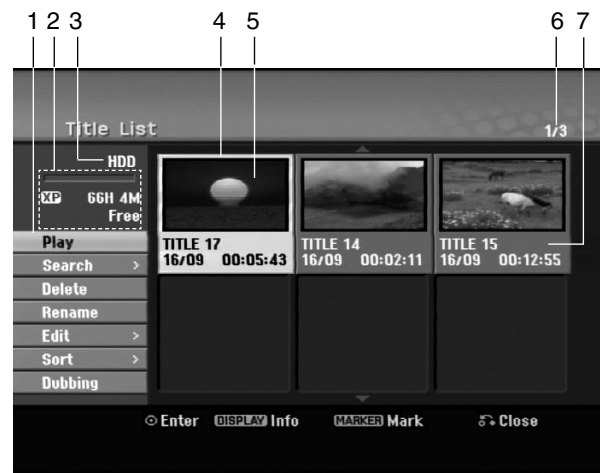 1 2 3 4 5 6 7
Title List
1/3
HDD
XP 66H 4M
Free
Play
Search >
Delete
Rename
Edit >
Sort >
Dubbing
TITLE 17
16/09 00:05:43
TITLE 14
16/09 00:02:11
TITLE 15
16/09 00:12:55
Enter DISPLAY Info MARKER Mark Close